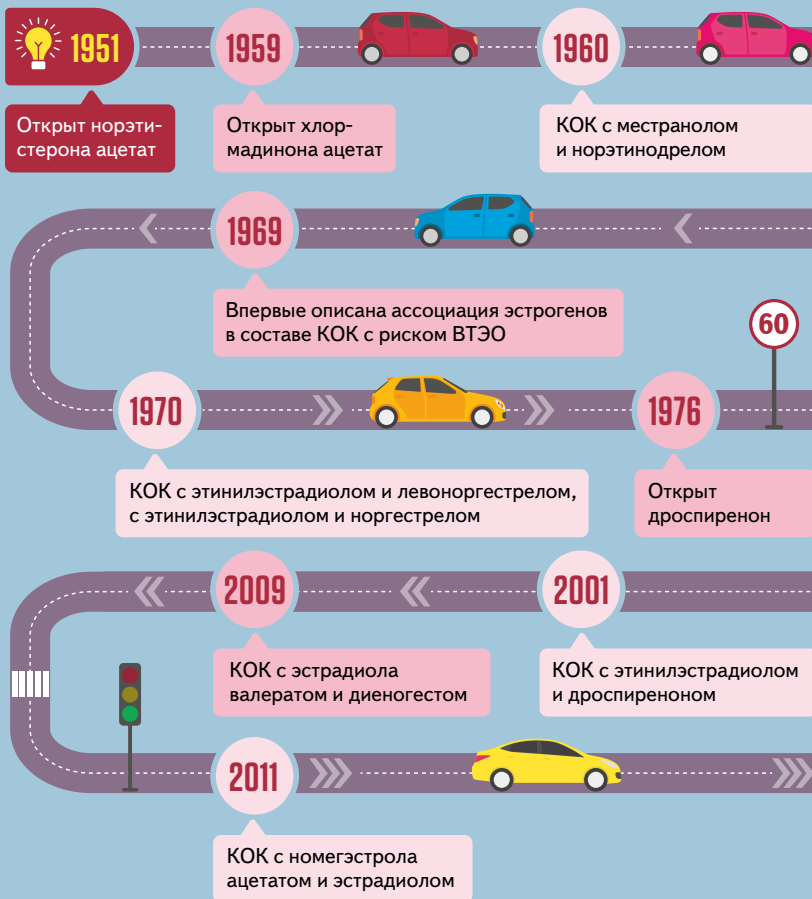 1951
Открыт норэти-
стерона ацетат
1959
Открыт хлор-
мадинона ацетат
1960
КОК с местранолом
и норэтинодрелом
1969
Впервые описана ассоциация эстрогенов
в составе КОК с риском ВТЭО
60
1970
КОК с этинилэстрадиолом и левоноргестрелом,
с этинилэстрадиолом и норгестрелом
1976
Открыт
дроспиренон
2001
КОК с этинилэстрадиолом
и дроспиреноном
2009
КОК с эстрадиола
валератом и диеногестом
2011
КОК с номегэстрола
ацетатом и эстрадиолом